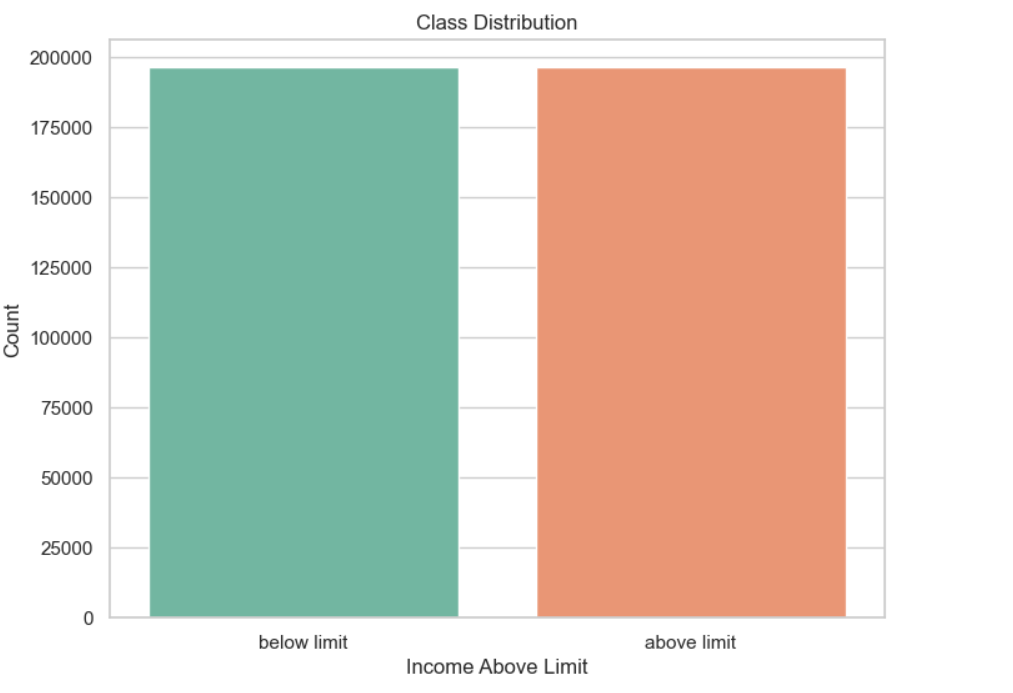 Class Distribution
200000
175000
150000
125000
100000
75000
50000
25000
0
Count
below limit
above limit
Income Above Limit